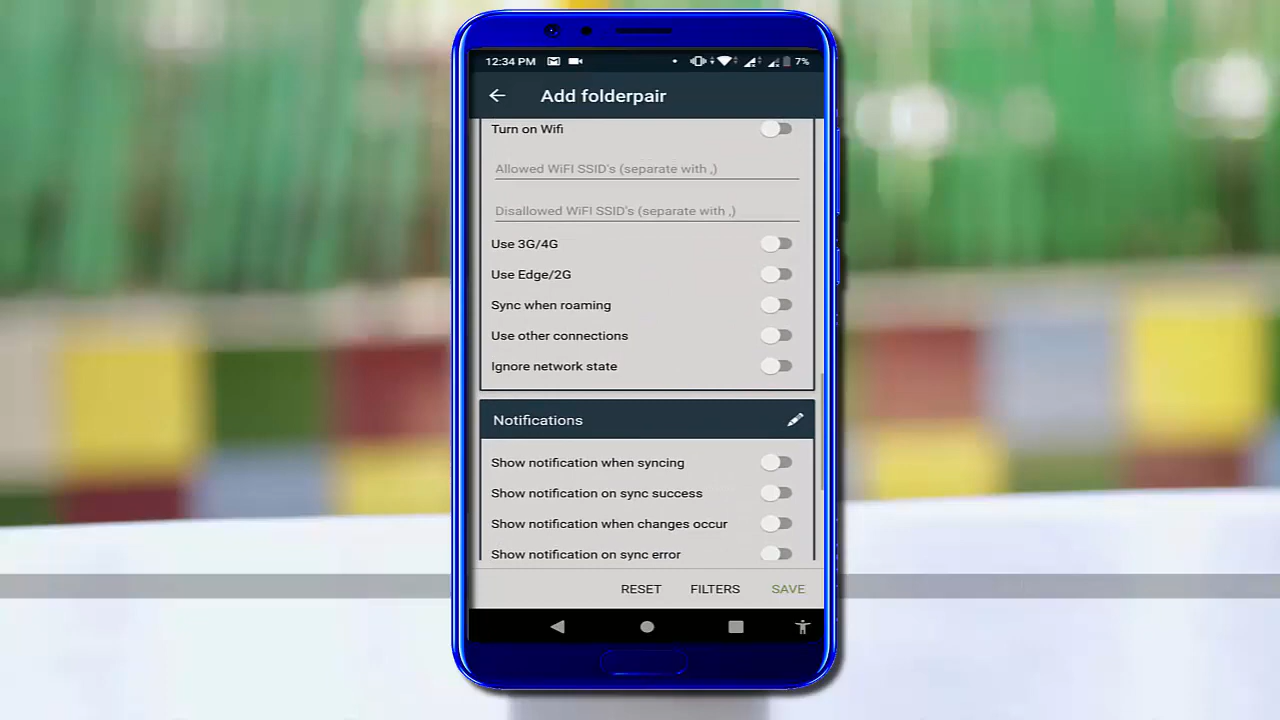 12:34 PM 7%
Add folderpair
Turn on Wifi
Allowed WiFI SSID's (separate with ,)
Disallowed WiFI SSID's (separate with ,)
Use 3G/4G
Use Edge/2G
Sync when roaming
Use other connections
Ignore network state
Notifications
Show notification when syncing
Show notification on sync success
Show notification when changes occur
Show notification on sync error
RESET FILTERS SAVE